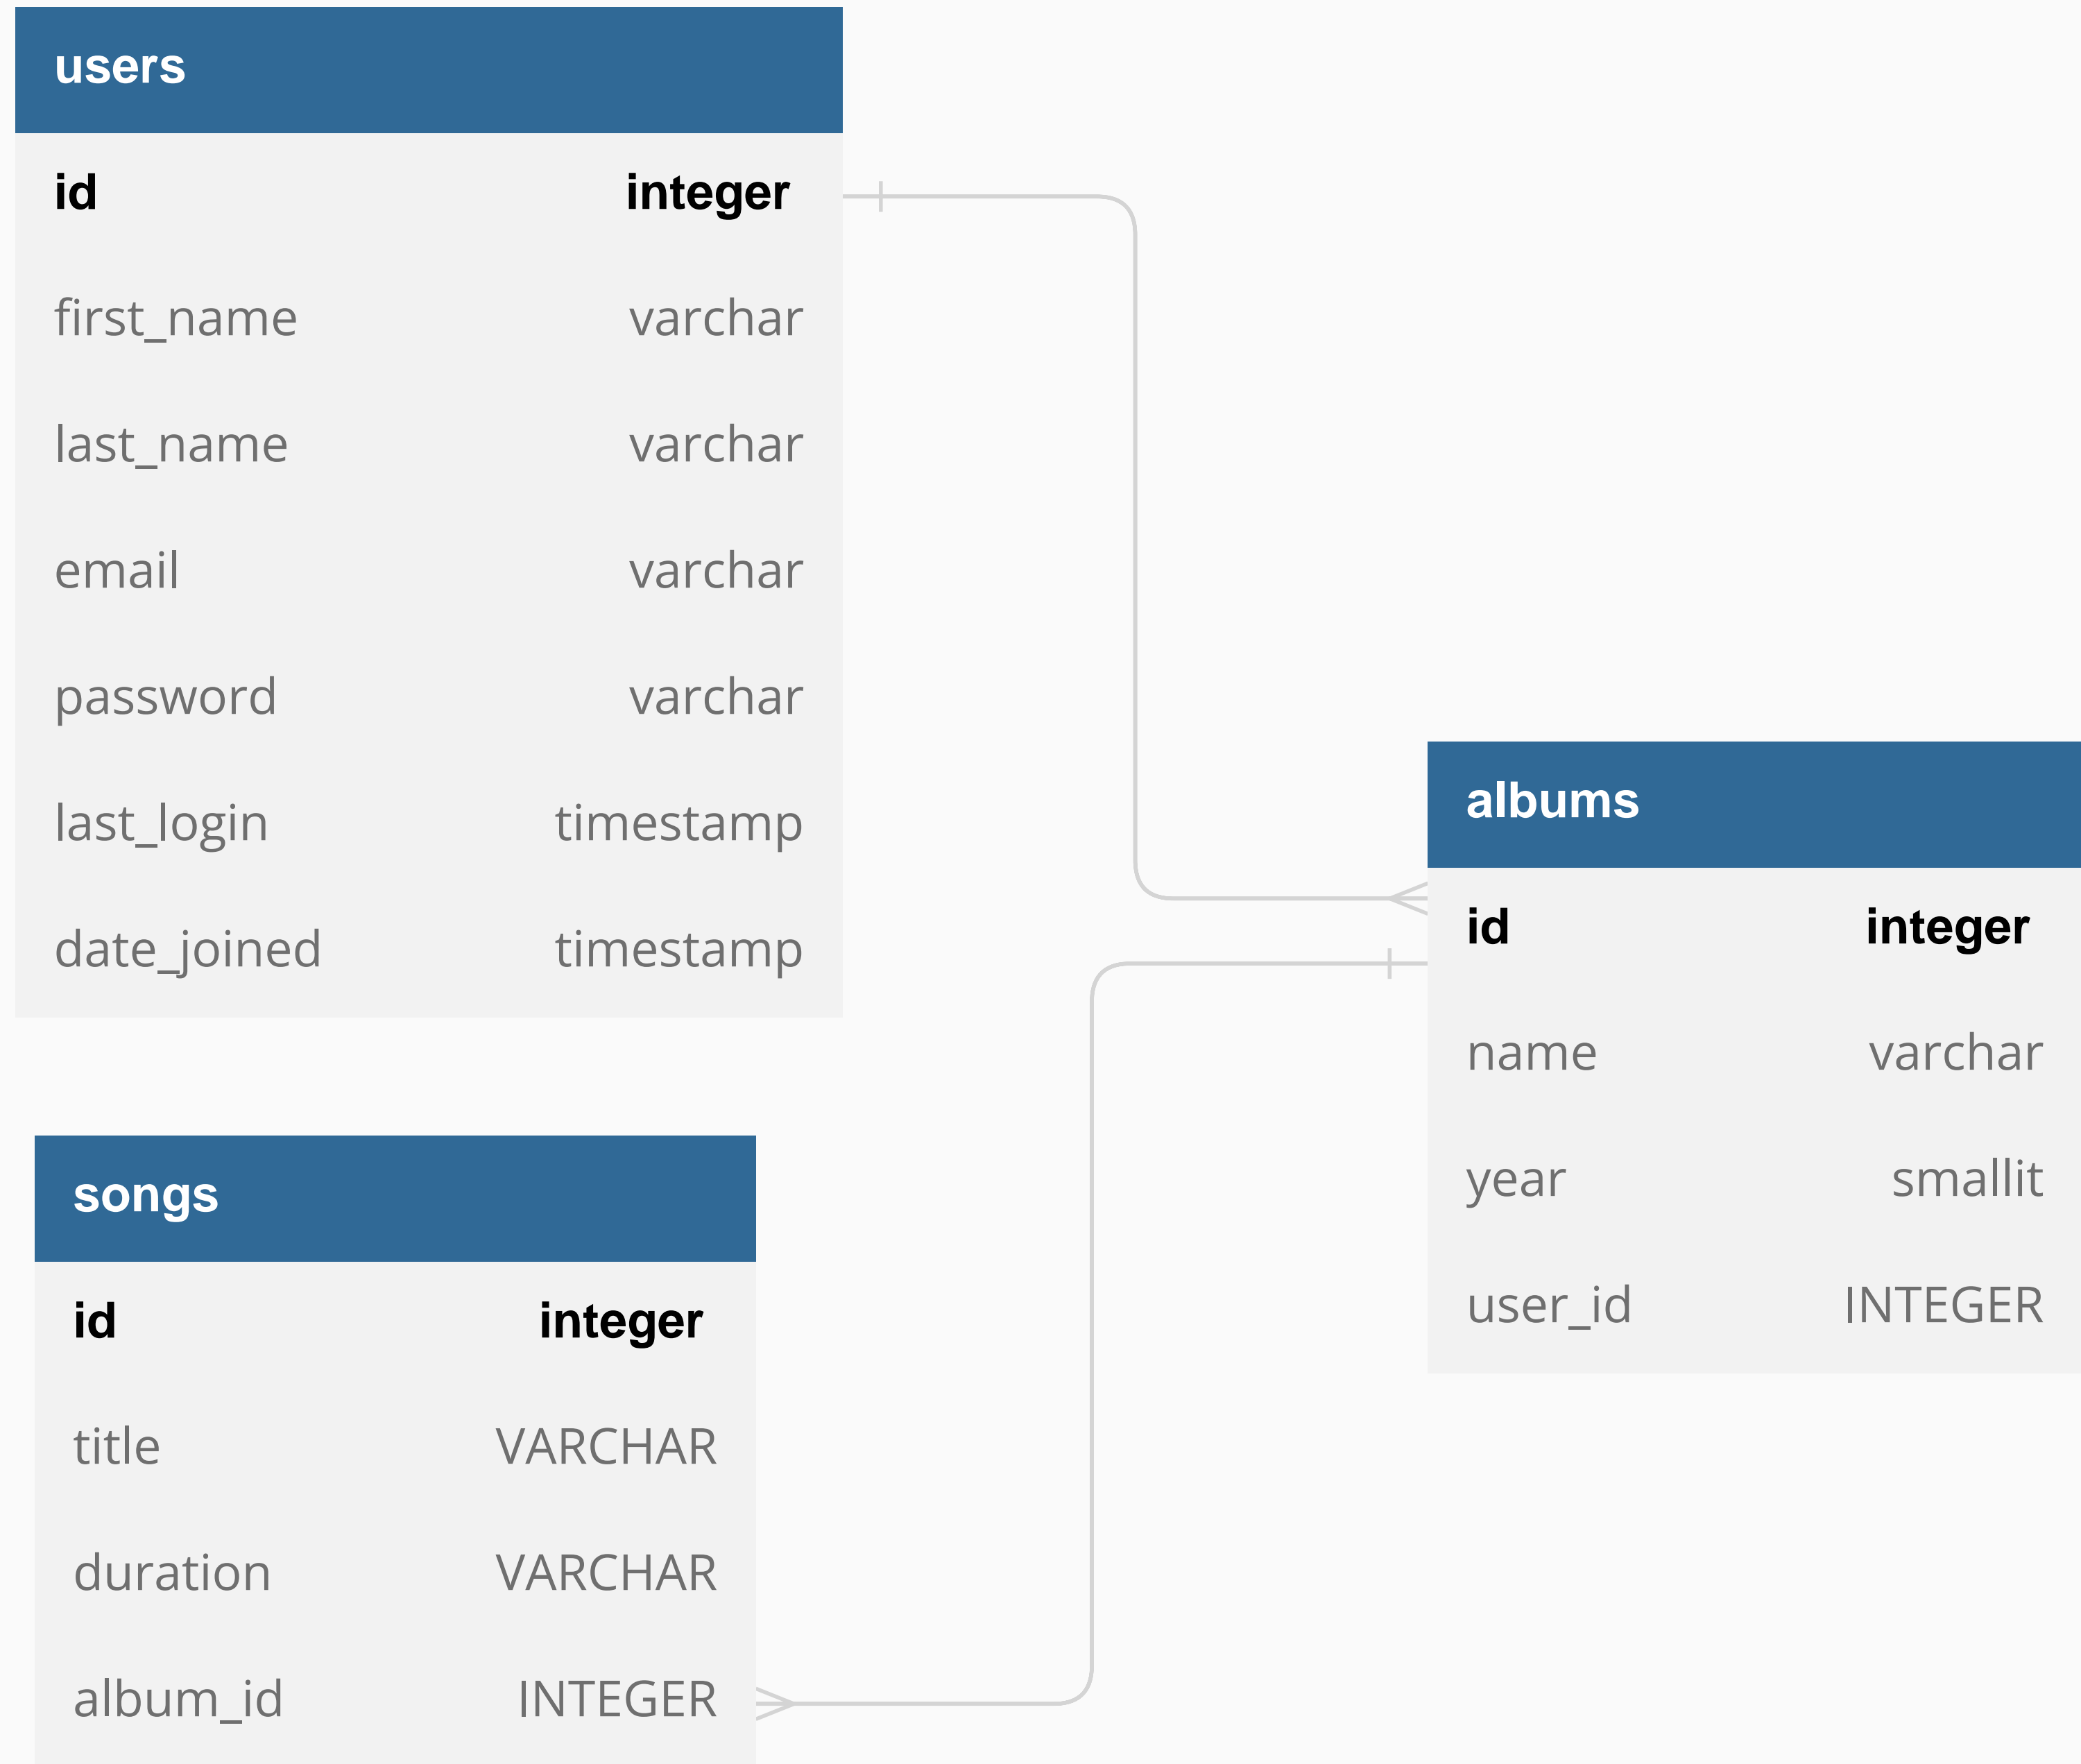 users
id integer
first_name varchar
last_name varchar
email varchar
password varchar
last_login timestamp
date_joined timestamp
albums
id integer
name varchar
year smallit
user_id INTEGER
songs
id integer
title VARCHAR
duration VARCHAR
album_id INTEGER